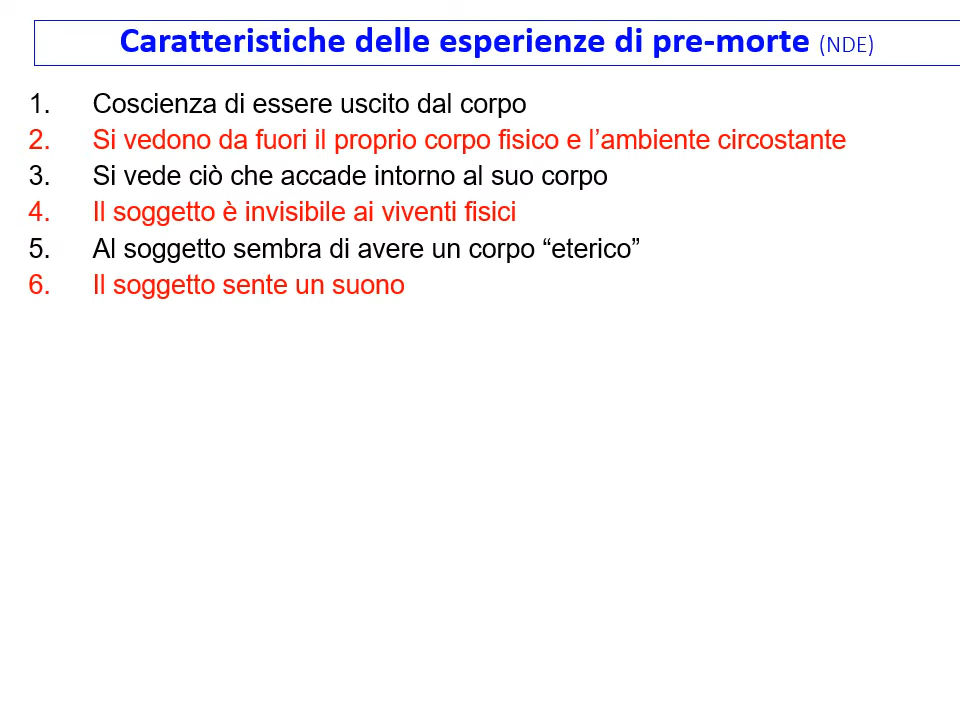 Caratteristiche delle esperienze di pre-morte (NDE)
1. Coscienza di essere uscito dal corpo
2. Si vedono da fuori il proprio corpo fisico e l’ambiente circostante
3. Si vede ciò che accade intorno al suo corpo
4. Il soggetto è invisibile ai viventi fisici
5. Al soggetto sembra di avere un corpo “eterico”
6. Il soggetto sente un suono